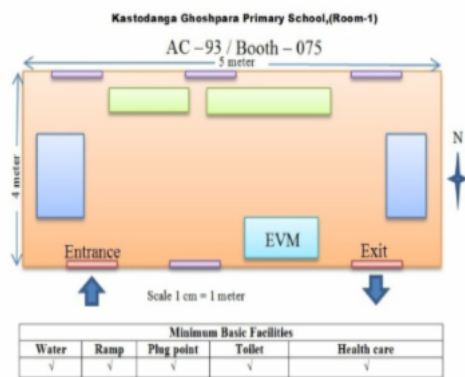 Kastodanga Ghoshpara Primary School,(Room-1)
AC – 93 / Booth – 075
5 meter
4 meter
N
EVM
Entrance
Exit
Scale 1 cm = 1 meter
Minimum Basic Facilities
Water Ramp Plug point Toilet Health care
√ √ √ √ √